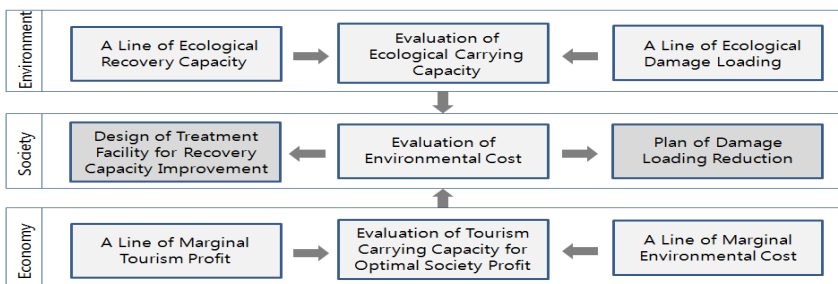 Environment
A Line of Ecological
Recovery Capacity
Evaluation of
Ecological Carrying
Capacity
A Line of Ecological
Damage Loading
Society
Design of Treatment
Facility for Recovery
Capacity Improvement
Evaluation of
Environmental Cost
Plan of Damage
Loading Reduction
Economy
A Line of Marginal
Tourism Profit
Evaluation of Tourism
Carrying Capacity for
Optimal Society Profit
A Line of Marginal
Environmental Cost